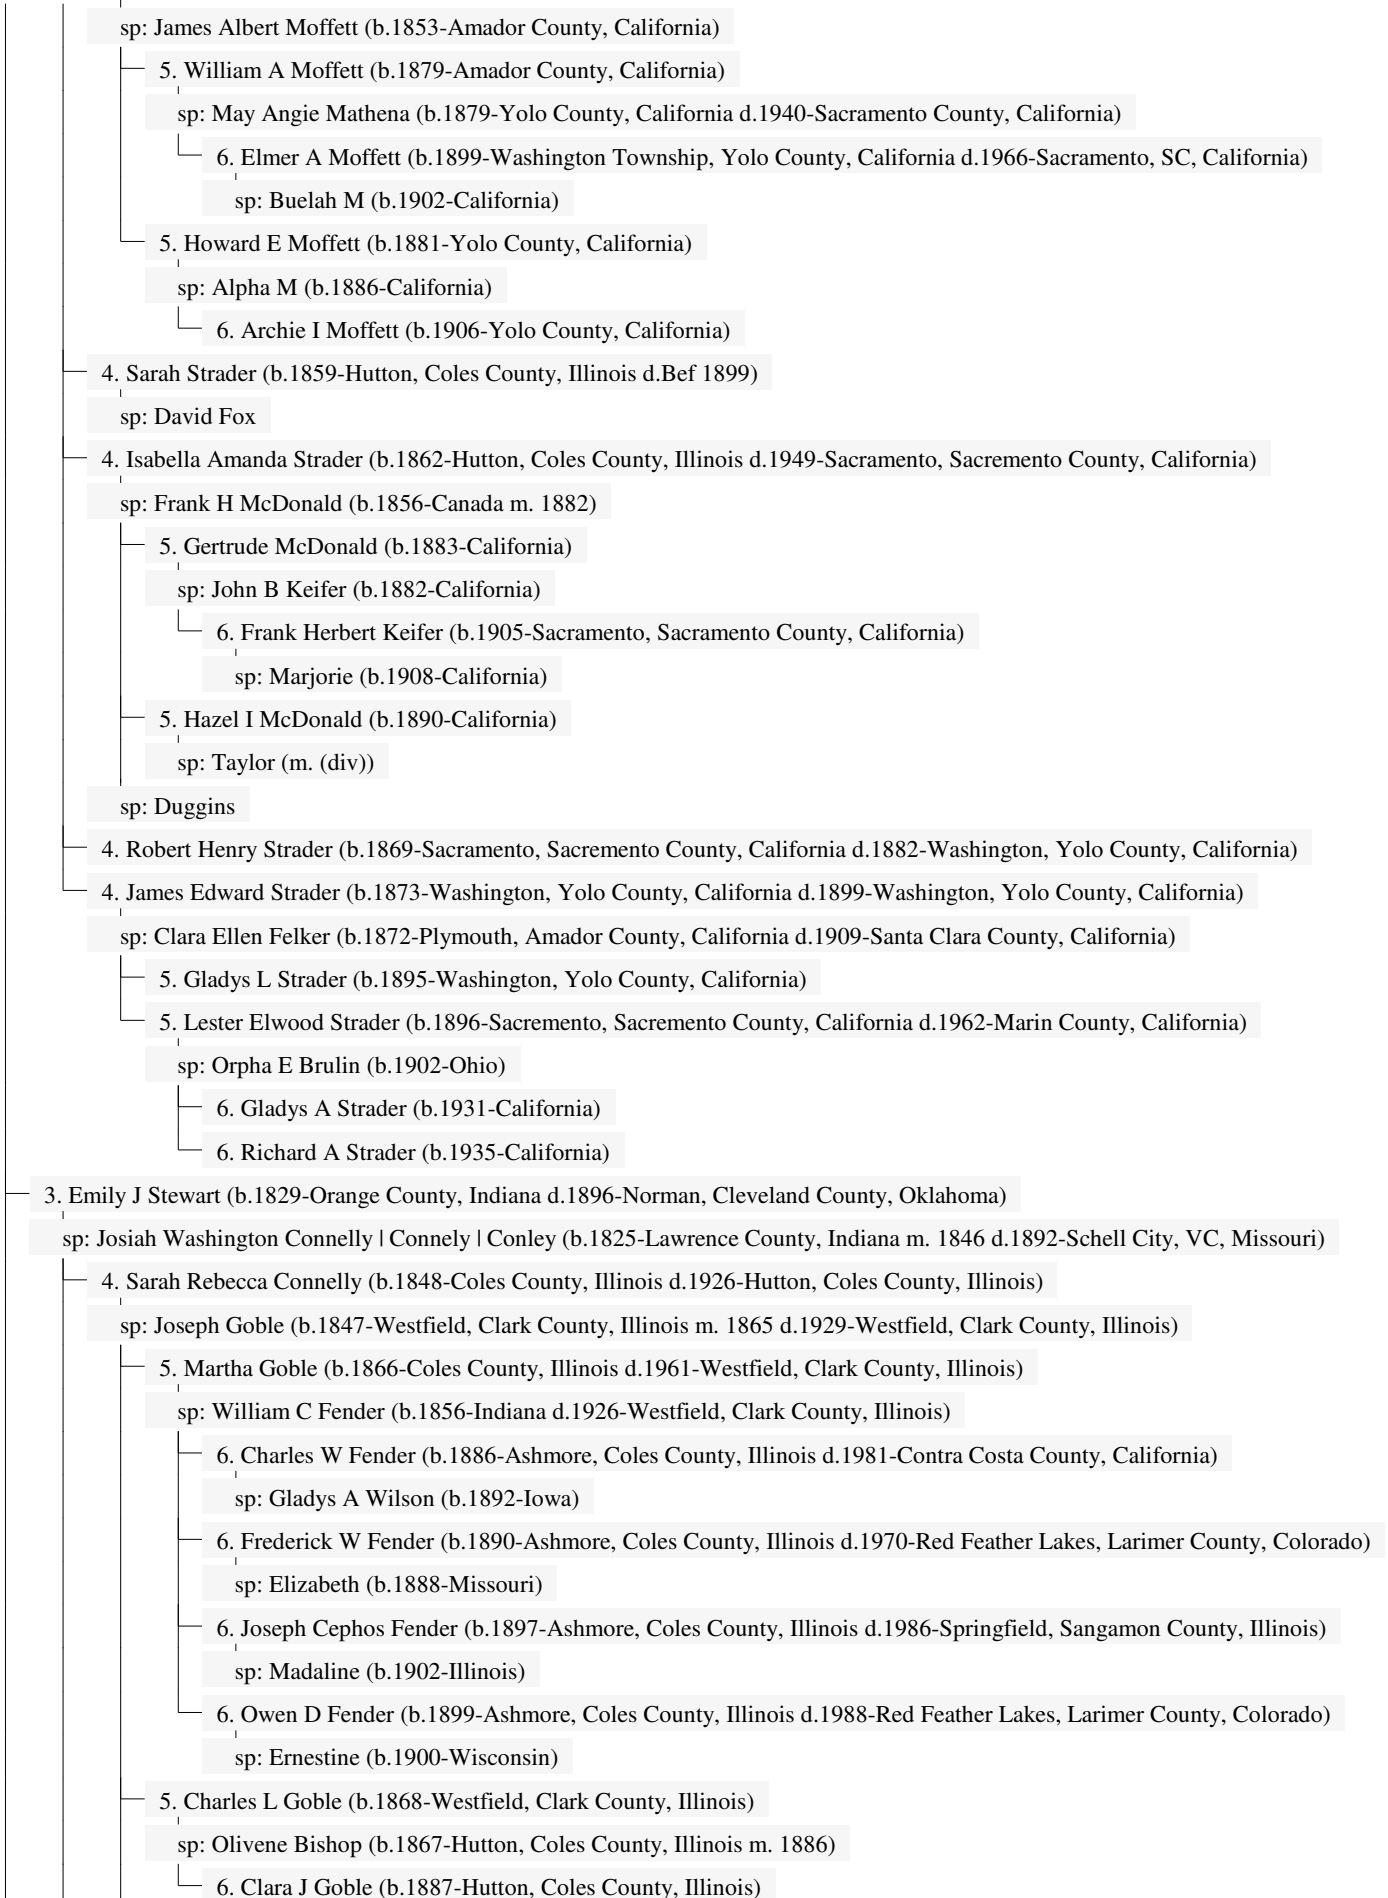 sp: James Albert Moffett (b.1853-Amador County, California)
5. William A Moffett (b.1879-Amador County, California)
sp: May Angie Mathena (b.1879-Yolo County, California d.1940-Sacramento County, California)
6. Elmer A Moffett (b.1899-Washington Township, Yolo County, California d.1966-Sacramento, SC, California)
sp: Buelah M (b.1902-California)
5. Howard E Moffett (b.1881-Yolo County, California)
sp: Alpha M (b.1886-California)
6. Archie I Moffett (b.1906-Yolo County, California)
4. Sarah Strader (b.1859-Hutton, Coles County, Illinois d.Bef 1899)
sp: David Fox
4. Isabella Amanda Strader (b.1862-Hutton, Coles County, Illinois d.1949-Sacramento, Sacremento County, California)
sp: Frank H McDonald (b.1856-Canada m. 1882)
5. Gertrude McDonald (b.1883-California)
sp: John B Keifer (b.1882-California)
6. Frank Herbert Keifer (b.1905-Sacramento, Sacramento County, California)
sp: Marjorie (b.1908-California)
5. Hazel I McDonald (b.1890-California)
sp: Taylor (m. (div))
sp: Duggins
4. Robert Henry Strader (b.1869-Sacramento, Sacremento County, California d.1882-Washington, Yolo County, California)
4. James Edward Strader (b.1873-Washington, Yolo County, California d.1899-Washington, Yolo County, California)
sp: Clara Ellen Felker (b.1872-Plymouth, Amador County, California d.1909-Santa Clara County, California)
5. Gladys L Strader (b.1895-Washington, Yolo County, California)
5. Lester Elwood Strader (b.1896-Sacremento, Sacremento County, California d.1962-Marin County, California)
sp: Orpha E Brulin (b.1902-Ohio)
6. Gladys A Strader (b.1931-California)
6. Richard A Strader (b.1935-California)
3. Emily J Stewart (b.1829-Orange County, Indiana d.1896-Norman, Cleveland County, Oklahoma)
sp: Josiah Washington Connelly | Connely | Conley (b.1825-Lawrence County, Indiana m. 1846 d.1892-Schell City, VC, Missouri)
4. Sarah Rebecca Connelly (b.1848-Coles County, Illinois d.1926-Hutton, Coles County, Illinois)
sp: Joseph Goble (b.1847-Westfield, Clark County, Illinois m. 1865 d.1929-Westfield, Clark County, Illinois)
5. Martha Goble (b.1866-Coles County, Illinois d.1961-Westfield, Clark County, Illinois)
sp: William C Fender (b.1856-Indiana d.1926-Westfield, Clark County, Illinois)
6. Charles W Fender (b.1886-Ashmore, Coles County, Illinois d.1981-Contra Costa County, California)
sp: Gladys A Wilson (b.1892-Iowa)
6. Frederick W Fender (b.1890-Ashmore, Coles County, Illinois d.1970-Red Feather Lakes, Larimer County, Colorado)
sp: Elizabeth (b.1888-Missouri)
6. Joseph Cephos Fender (b.1897-Ashmore, Coles County, Illinois d.1986-Springfield, Sangamon County, Illinois)
sp: Madaline (b.1902-Illinois)
6. Owen D Fender (b.1899-Ashmore, Coles County, Illinois d.1988-Red Feather Lakes, Larimer County, Colorado)
sp: Ernestine (b.1900-Wisconsin)
5. Charles L Goble (b.1868-Westfield, Clark County, Illinois)
sp: Olivene Bishop (b.1867-Hutton, Coles County, Illinois m. 1886)
6. Clara J Goble (b.1887-Hutton, Coles County, Illinois)